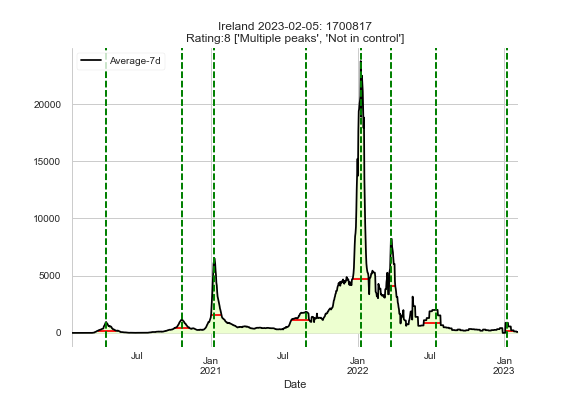 Ireland 2023-02-05: 1700817
Rating:8 ['Multiple peaks', 'Not in control']
Average-7d
20000
15000
10000
5000
0
Jul
Jan
2021
Jul
Jan
2022
Jul
Jan
2023
Date